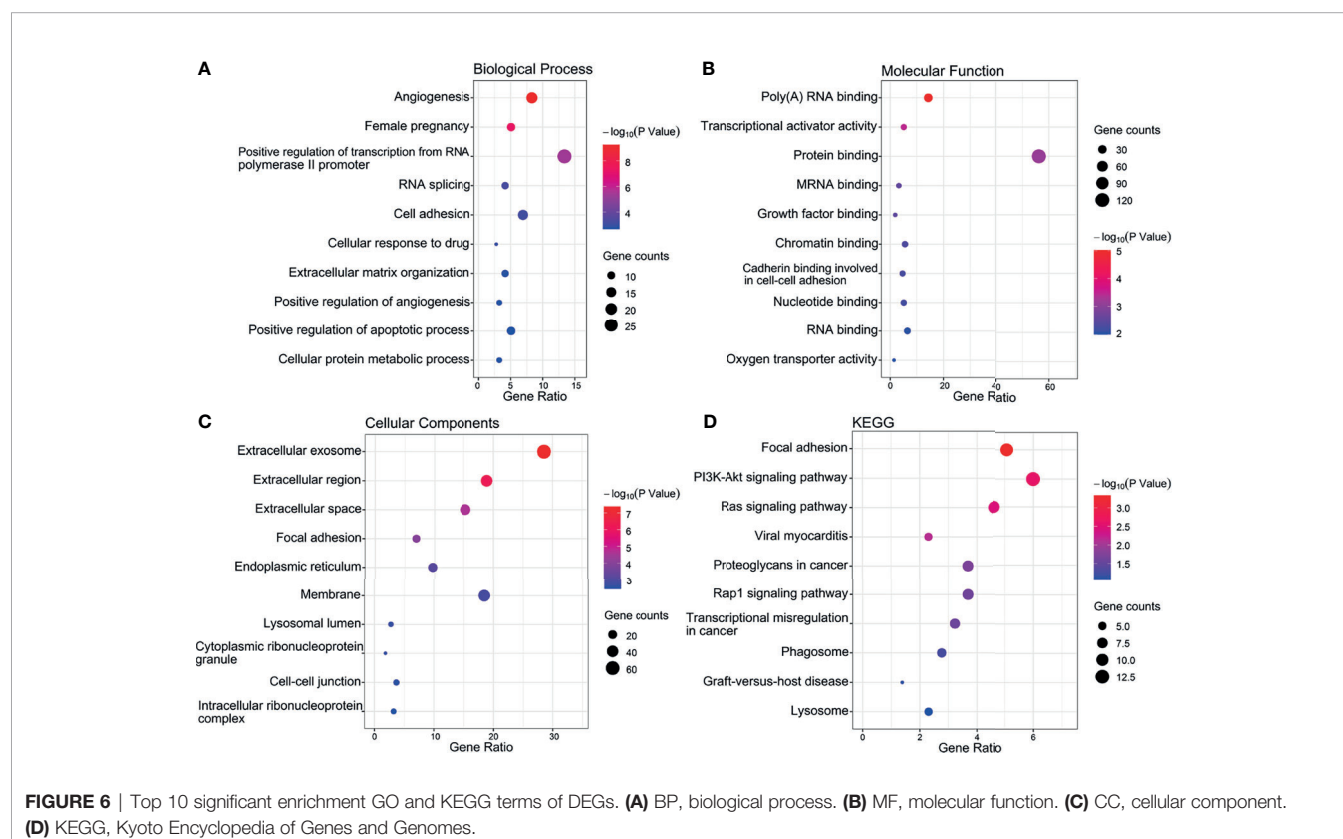 A
Biological Process
Angiogenesis
Female pregnancy
Positive regulation of transcription from RNA
polymerase II promoter
RNA splicing
Cell adhesion
Cellular response to drug
Extracellular matrix organization
Positive regulation of angiogenesis
Positive regulation of apoptotic process
Cellular protein metabolic process
0 5 10 15
Gene Ratio
−log10(P Value)
8
6
4
Gene counts
10
15
20
25
B
Molecular Function
Poly(A) RNA binding
Transcriptional activator activity
Protein binding
MRNA binding
Growth factor binding
Chromatin binding
Cadherin binding involved
in cell-cell adhesion
Nucleotide binding
RNA binding
Oxygen transporter activity
0 20 40 60
Gene Ratio
Gene counts
30
60
90
120
−log10(P Value)
5
4
3
2
C
Cellular Components
Extracellular exosome
Extracellular region
Extracellular space
Focal adhesion
Endoplasmic reticulum
Membrane
Lysosomal lumen
Cytoplasmic ribonucleoprotein
granule
Cell-cell junction
Intracellular ribonucleoprotein
complex
0 10 20 30
Gene Ratio
−log10(P Value)
7
6
5
4
3
Gene counts
20
40
60
D
KEGG
Focal adhesion
PI3K-Akt signaling pathway
Ras signaling pathway
Viral myocarditis
Proteoglycans in cancer
Rap1 signaling pathway
Transcriptional misregulation
in cancer
Phagosome
Graft-versus-host disease
Lysosome
0 2 4 6
Gene Ratio
−log10(P Value)
3.0
2.5
2.0
1.5
Gene counts
5.0
7.5
10.0
12.5
FIGURE 6 | Top 10 significant enrichment GO and KEGG terms of DEGs. (A) BP, biological process. (B) MF, molecular function. (C) CC, cellular component.
(D) KEGG, Kyoto Encyclopedia of Genes and Genomes.